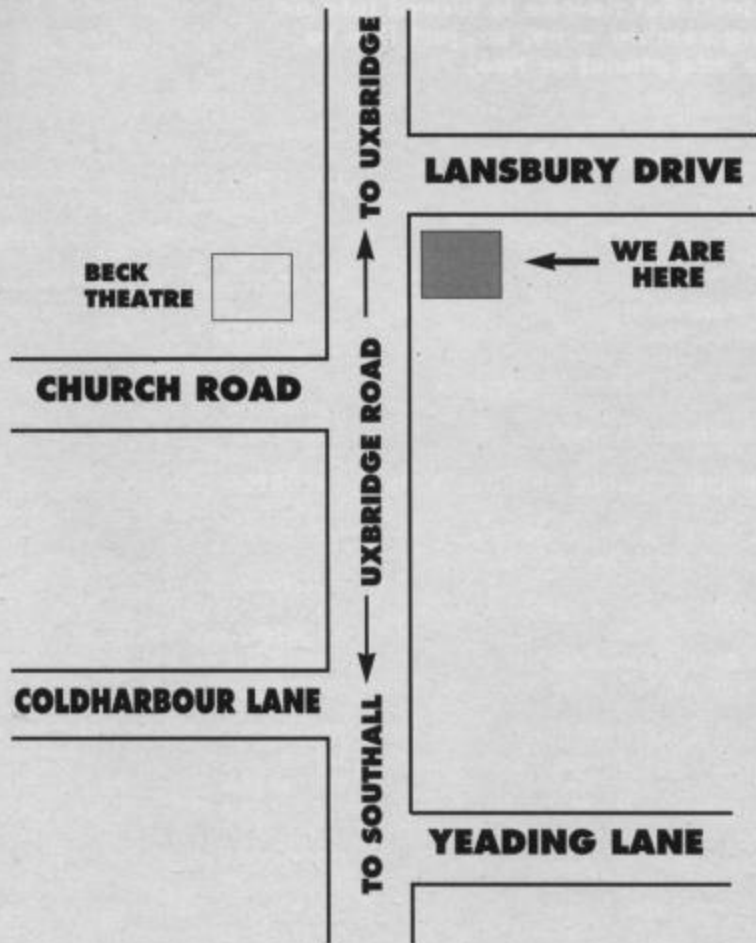 TO UXBRIDGE
LANSBURY DRIVE
WE ARE
HERE
BECK
THEATRE
CHURCH ROAD
UXBRIDGE ROAD
COLDHARBOUR LANE
TO SOUTHALL
YEADING LANE